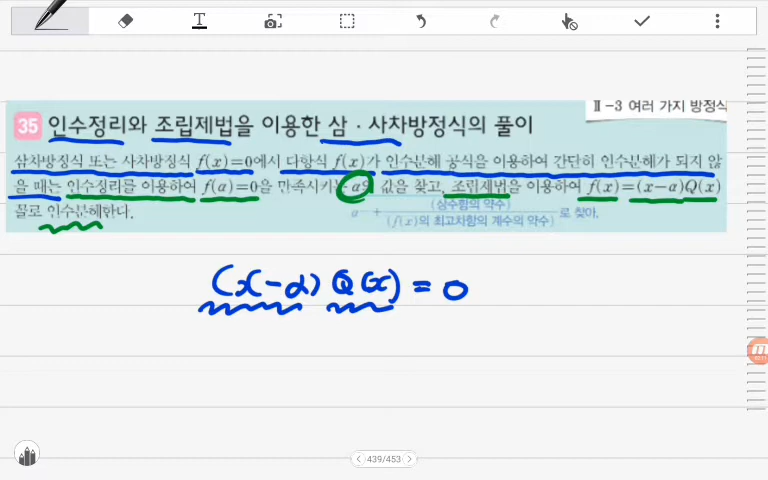 Ⅱ-3 여러 가지 방정식
35 인수정리와 조립제법을 이용한 삼·사차방정식의 풀이
삼차방정식 또는 사차방정식 f(x)=0에서 다항식 f(x)가 인수분해 공식을 이용하여 간단히 인수분해가 되지 않
을 때는 인수정리를 이용하여 f(α)=0을 만족시키는 α의 값을 찾고, 조립제법을 이용하여 f(x)=(x-α)Q(x)
꼴로 인수분해한다.
(상수항의 약수)
(f(x)의 최고차항의 계수의 약수)
로 찾아.
(x-α) Q(x) = 0
439/453